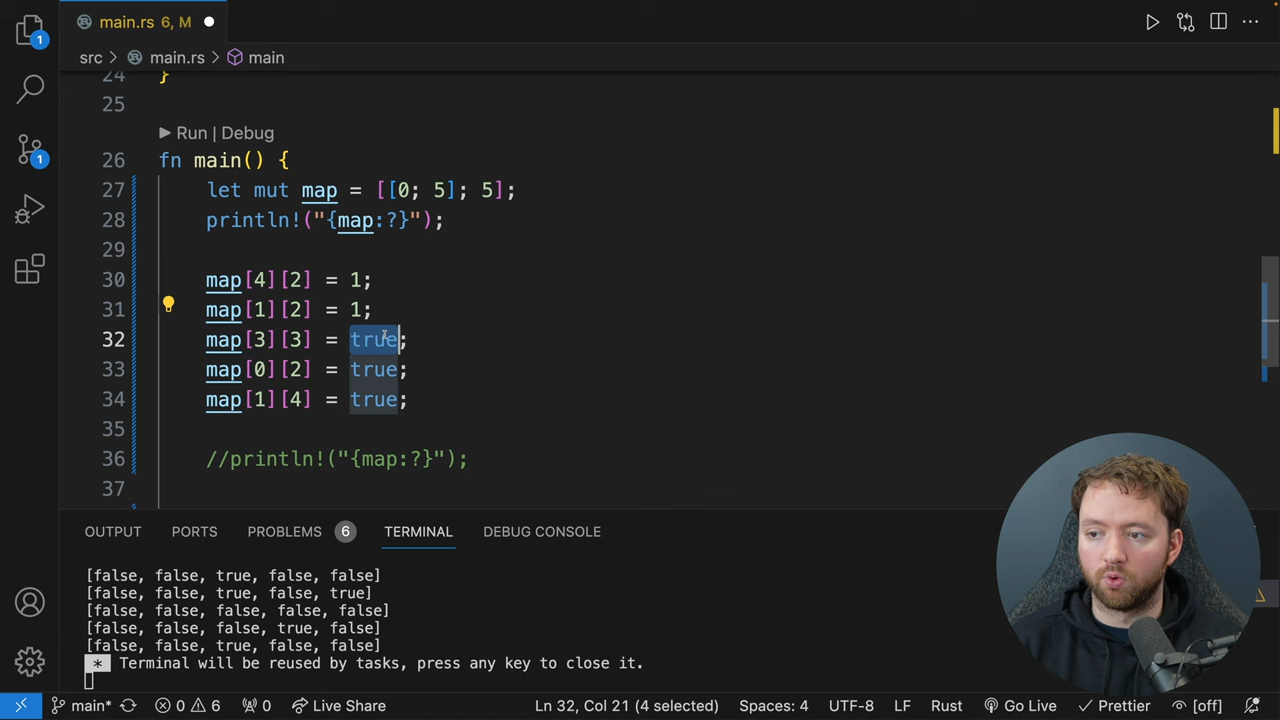 main.rs 6, M
src > main.rs > main
24 }
25
Run | Debug
26 fn main() {
27 let mut map = [[0; 5]; 5];
28 println!("{map:?}");
29
30 map[4][2] = 1;
31 map[1][2] = 1;
32 map[3][3] = true;
33 map[0][2] = true;
34 map[1][4] = true;
35
36 //println!("{map:?}");
37
OUTPUT PORTS PROBLEMS 6 TERMINAL DEBUG CONSOLE
[false, false, true, false, false]
[false, false, true, false, true]
[false, false, false, false, false]
[false, false, false, true, false]
[false, false, true, false, false]
* Terminal will be reused by tasks, press any key to close it.
1
1
main* 0 6 0 Live Share Ln 32, Col 21 (4 selected) Spaces: 4 UTF-8 LF Rust Go Live Prettier [off]